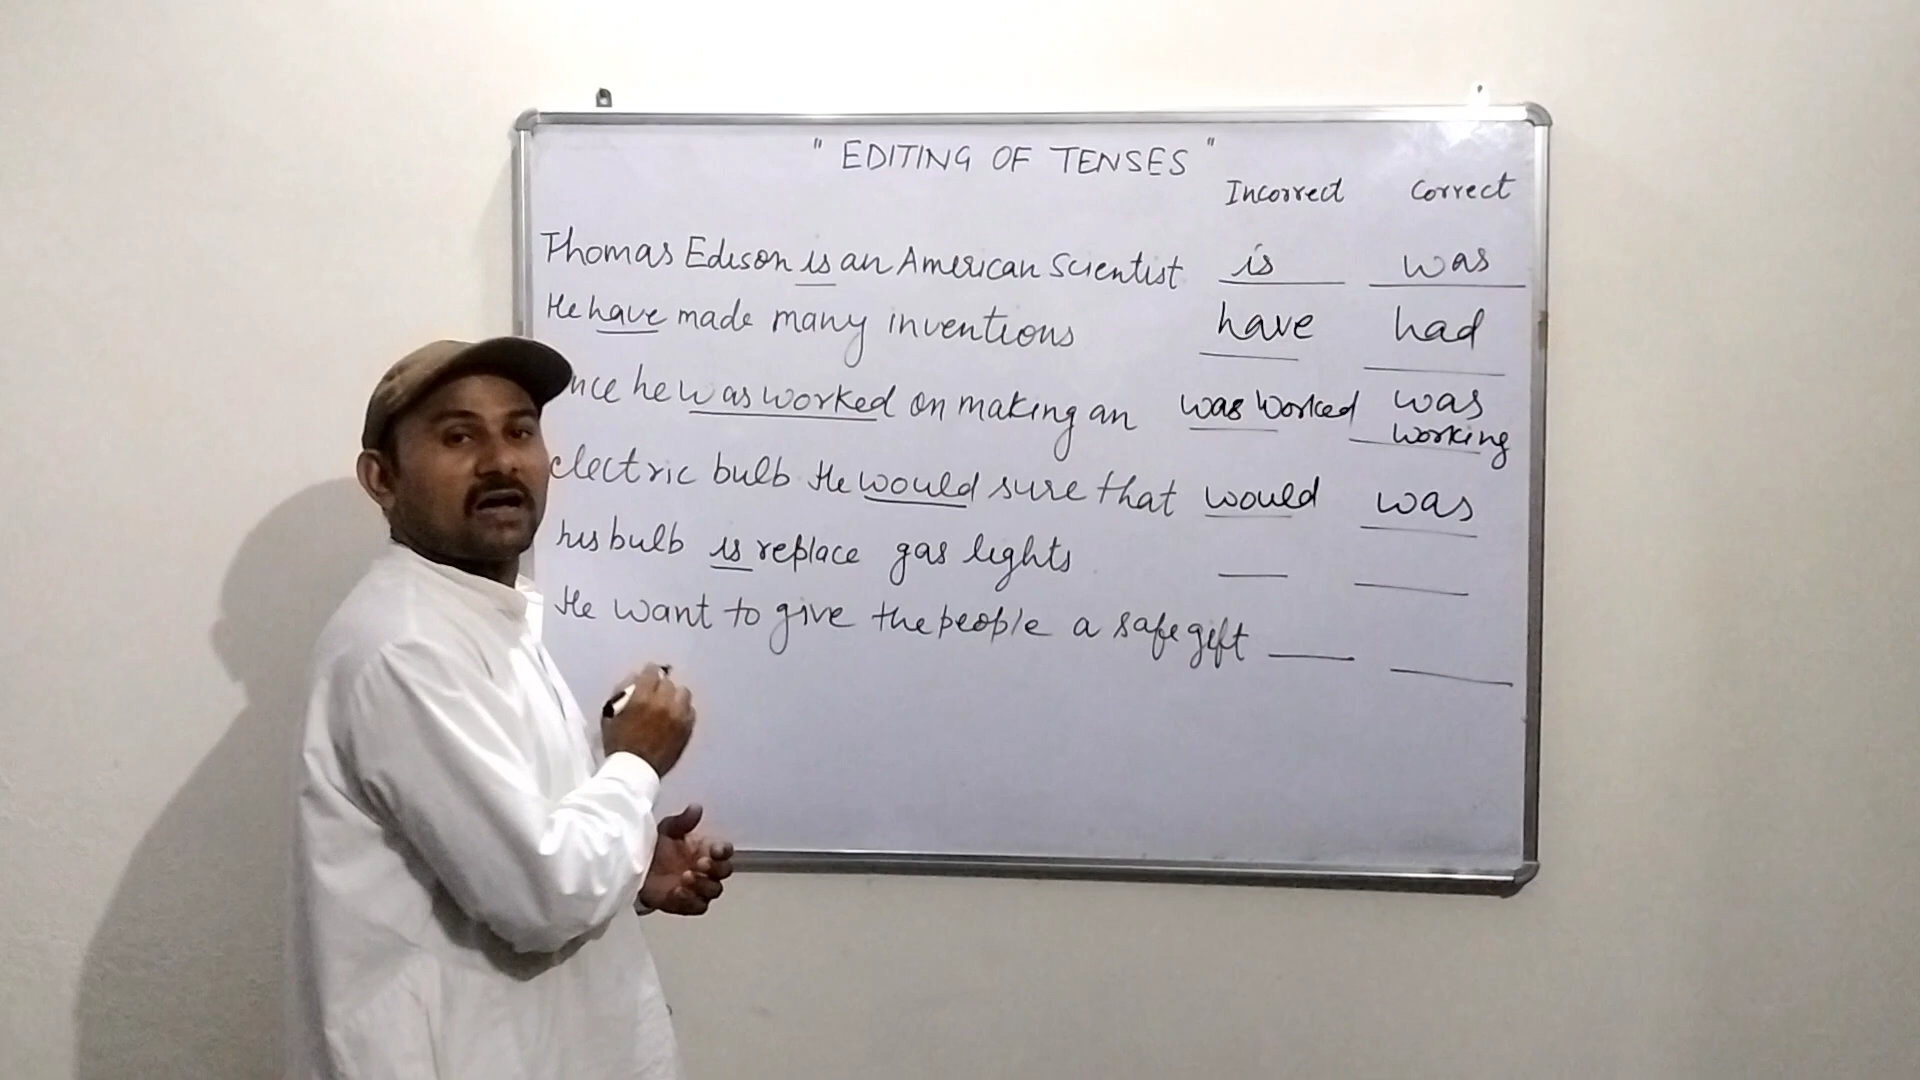 " EDITING OF TENSES "
Incorrect Correct
Thomas Edison is an American Scientist is was
He have made many inventions have had
he was worked on making an was worked was working
electric bulb. He would sure that would was
his bulb is replace gas lights
He want to give the people a safe gift